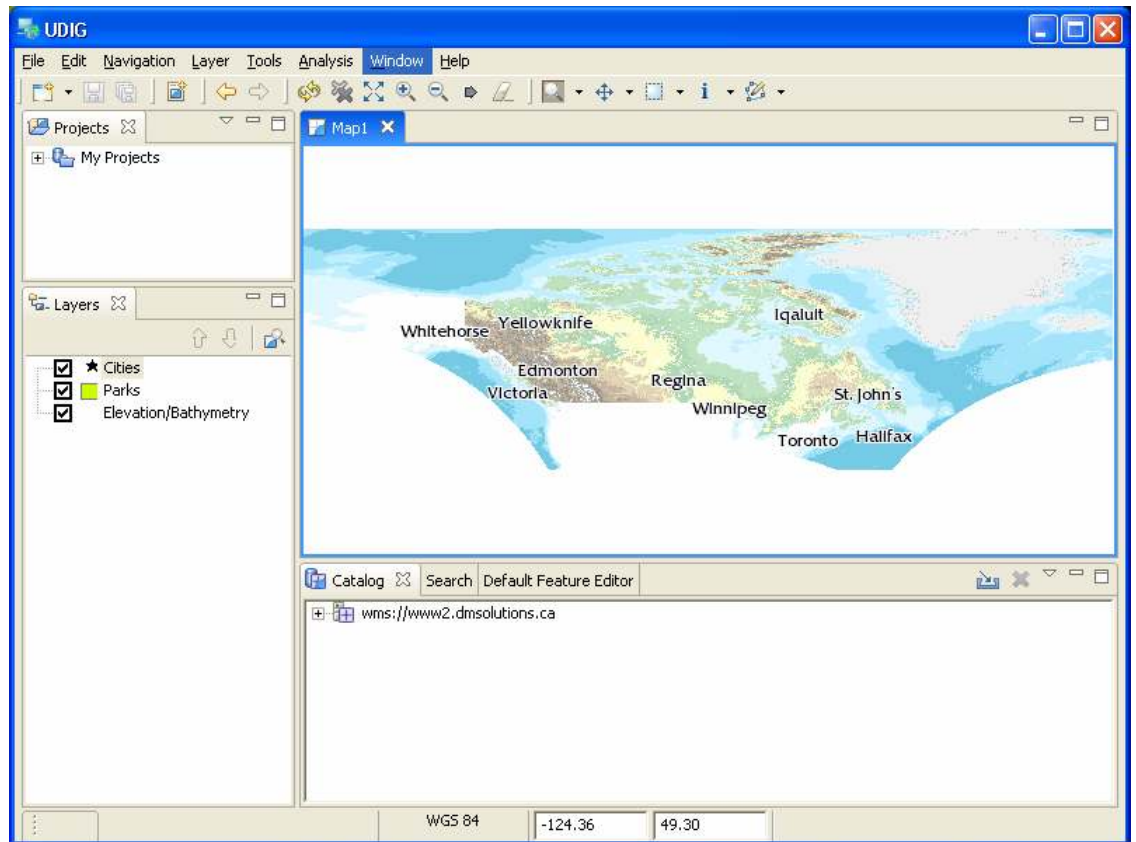 UDIG
File Edit Navigation Layer Tools Analysis Window Help
Projects
My Projects
Map1
Whitehorse
Yellowknife
Iqaluit
Edmonton
Victoria
Regina
Winnipeg
St. John's
Toronto
Halifax
Layers
Cities
Parks
Elevation/Bathymetry
Catalog Search Default Feature Editor
wms://www2.dmsolutions.ca
WGS 84 -124.36 49.30